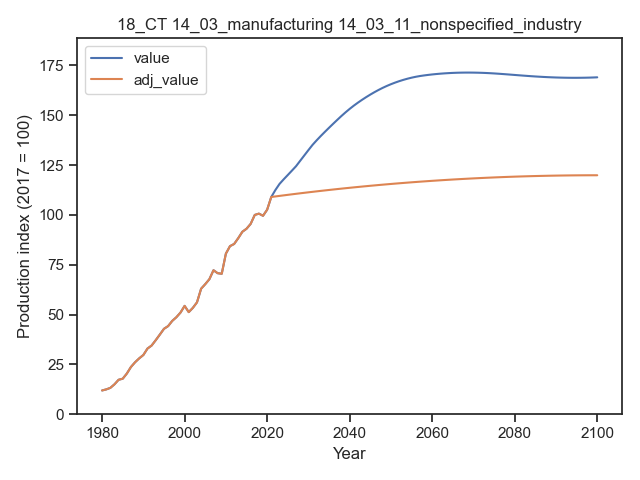 18_CT 14_03_manufacturing 14_03_11_nonspecified_industry
value
adj_value
Production index (2017 = 100)
175
150
125
100
75
50
25
0
1980 2000 2020 2040 2060 2080 2100
Year